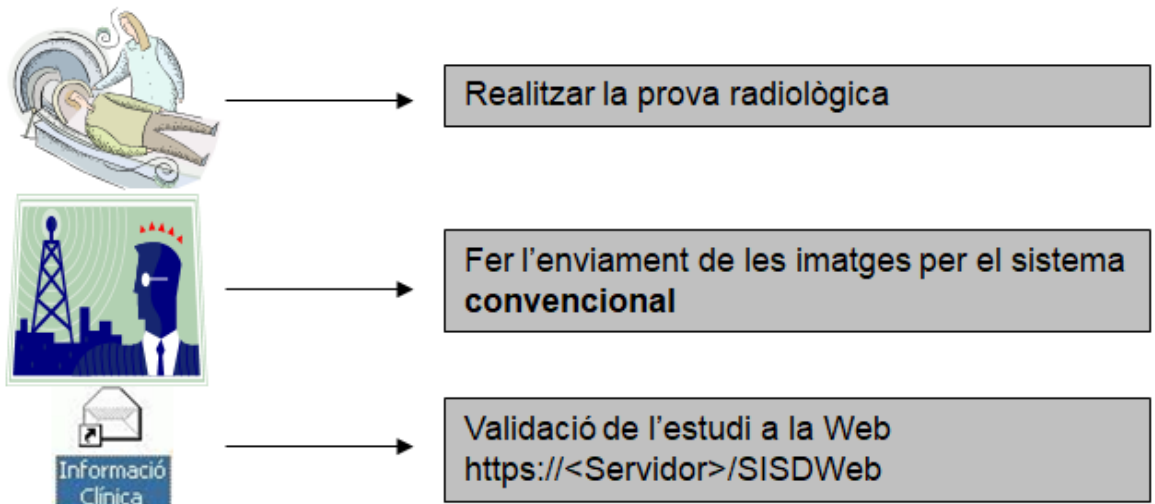 Realitzar la prova radiològica
Fer l'enviament de les imatges per el sistema
convencional
Informació
Clínica
Validació de l'estudi a la Web
https://<Servidor>/SISDWeb